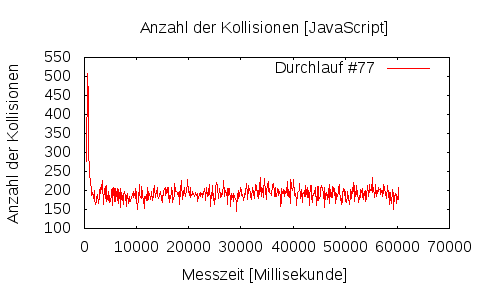 Anzahl der Kollisionen [JavaScript]
Durchlauf #77
Anzahl der Kollisionen
550
500
450
400
350
300
250
200
150
100
0 10000 20000 30000 40000 50000 60000 70000
Messzeit [Millisekunde]